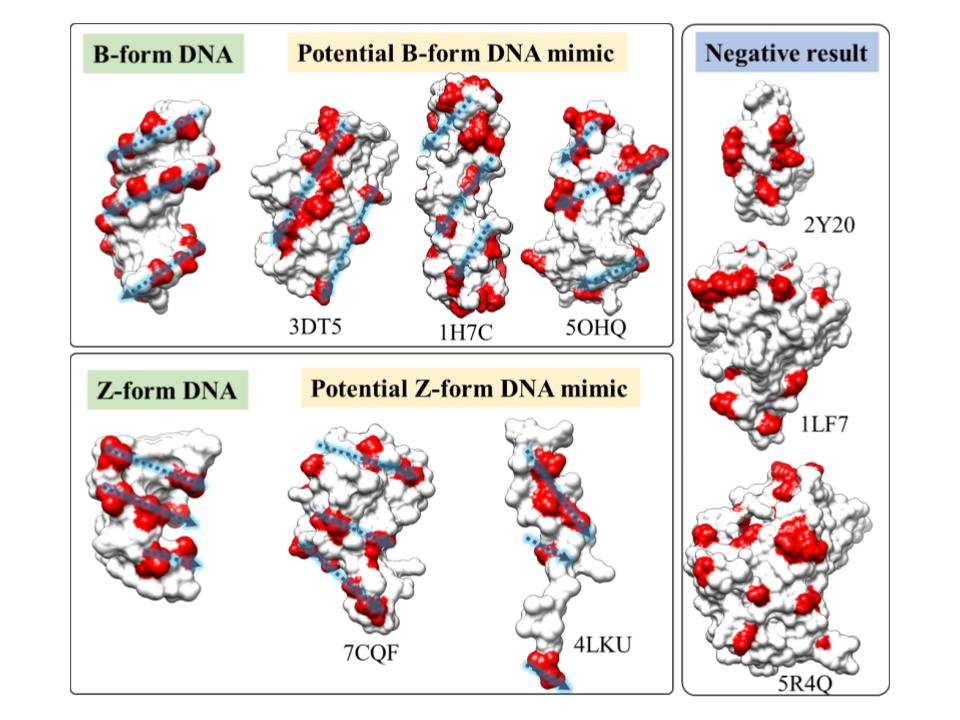 B-form DNA
Potential B-form DNA mimic
3DT5
1H7C
5OHQ
Z-form DNA
Potential Z-form DNA mimic
7CQF
4LKU
Negative result
2Y20
1LF7
5R4Q